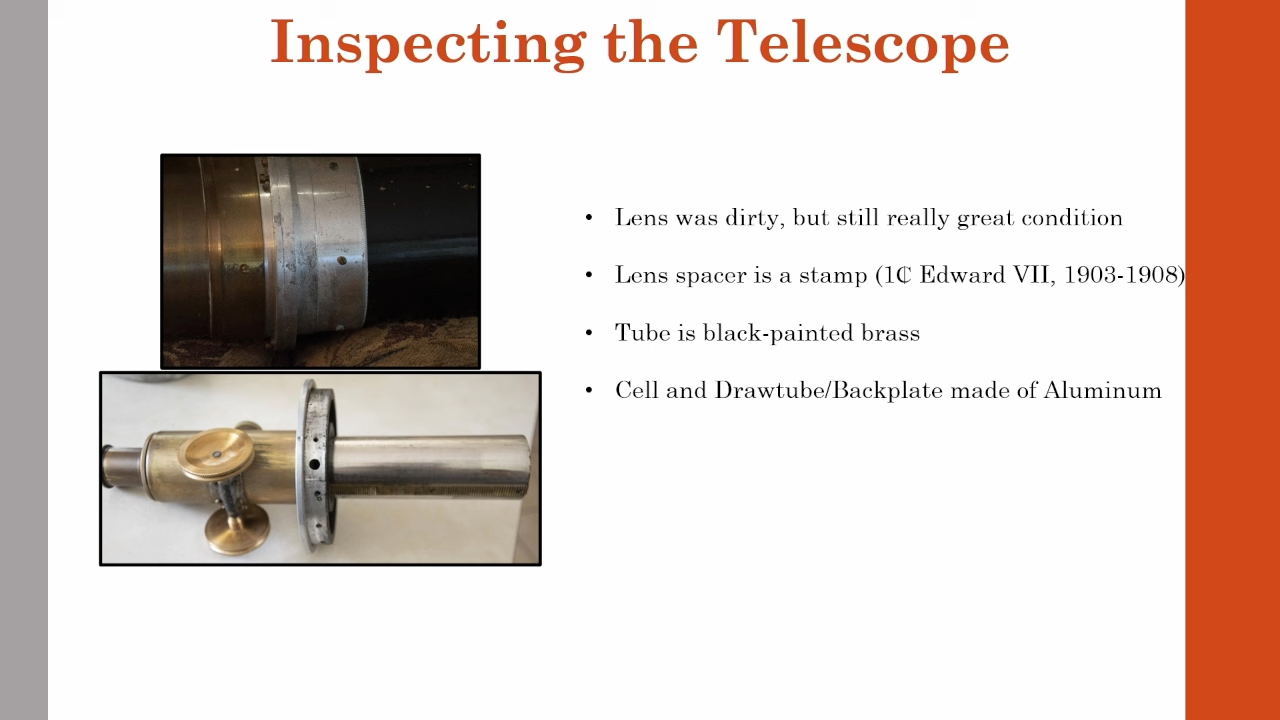 Inspecting the Telescope
• Lens was dirty, but still really great condition
• Lens spacer is a stamp (1₵ Edward VII, 1903-1908)
• Tube is black-painted brass
• Cell and Drawtube/Backplate made of Aluminum